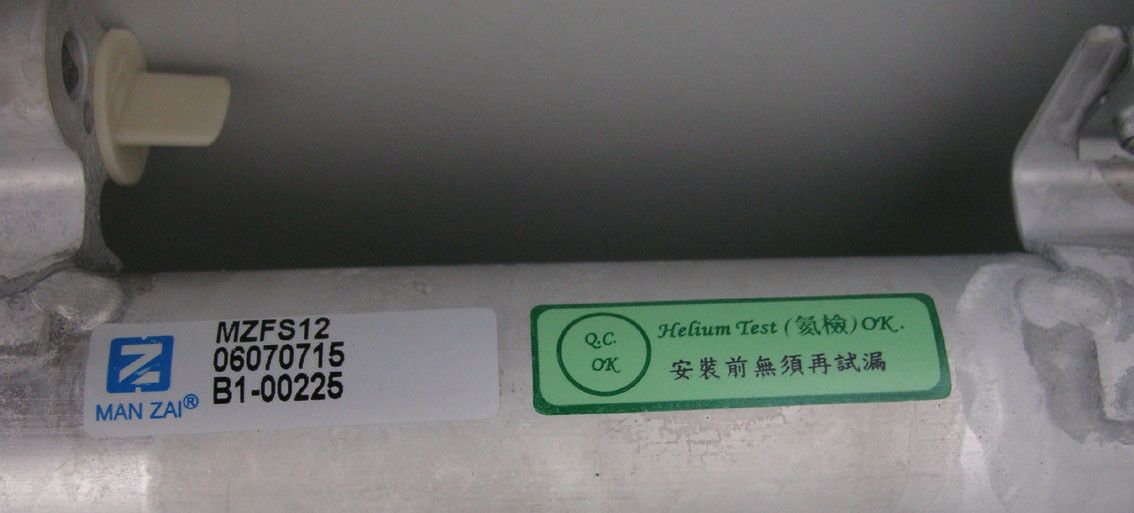 MZFS12
06070715
B1-00225
MAN ZAI®
Q.C.
OK
Helium Test (氦檢) OK.
安裝前無須再試漏